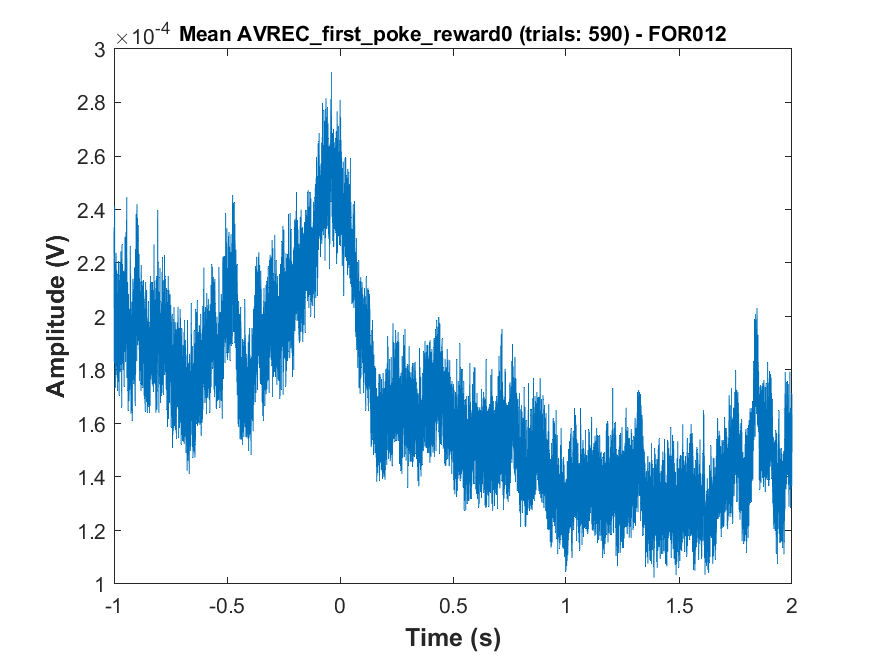 ×10-4 Mean AVREC_first_poke_reward0 (trials: 590) - FOR012
3
2.8
2.6
2.4
2.2
2
1.8
1.6
1.4
1.2
1
Amplitude (V)
-1 -0.5 0 0.5 1 1.5 2
Time (s)